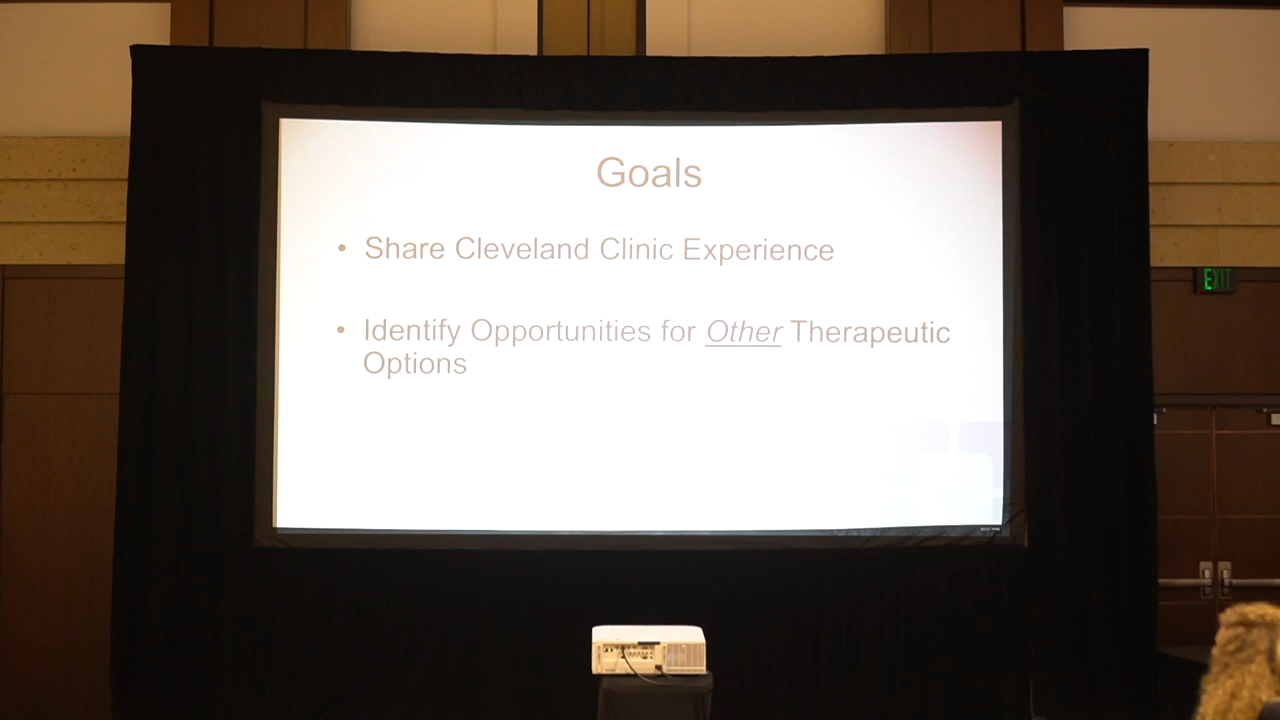 Goals
• Share Cleveland Clinic Experience
• Identify Opportunities for Other Therapeutic
Options
EXIT